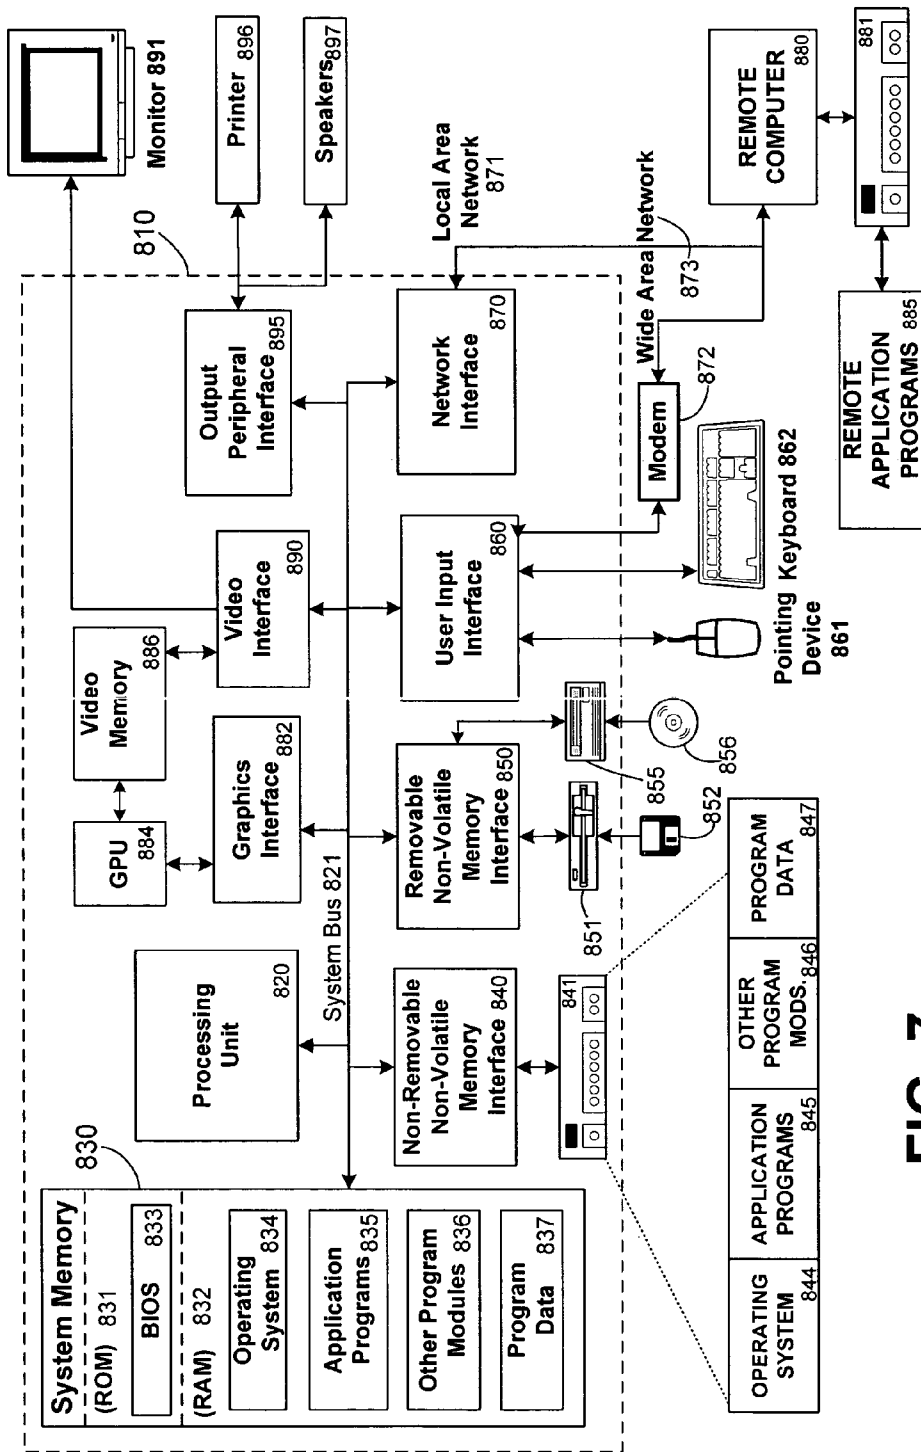 System Memory
(ROM) 831
BIOS
833
(RAM) 832
Operating
System 834
Application
Programs 835
Other Program
Modules 836
Program
Data 837
830
Processing
Unit
820
GPU
884
Video
Memory
886
Graphics
Interface
882
Video
Interface
890
Output
Peripheral
Interface
895
810
Monitor 891
Printer
896
Speakers
897
System Bus 821
Non-Removable
Non-Volatile
Memory
Interface 840
Removable
Non-Volatile
Memory
Interface 850
User Input
Interface
860
Network
Interface
870
Local Area
Network
871
841
851
852
855
856
Pointing
Device
861
Keyboard 862
Modem
872
Wide Area Network
873
REMOTE
COMPUTER
880
881
REMOTE
APPLICATION
PROGRAMS
885
OPERATING
SYSTEM
844
APPLICATION
PROGRAMS
845
OTHER
PROGRAM
MODS.
846
PROGRAM
DATA
847